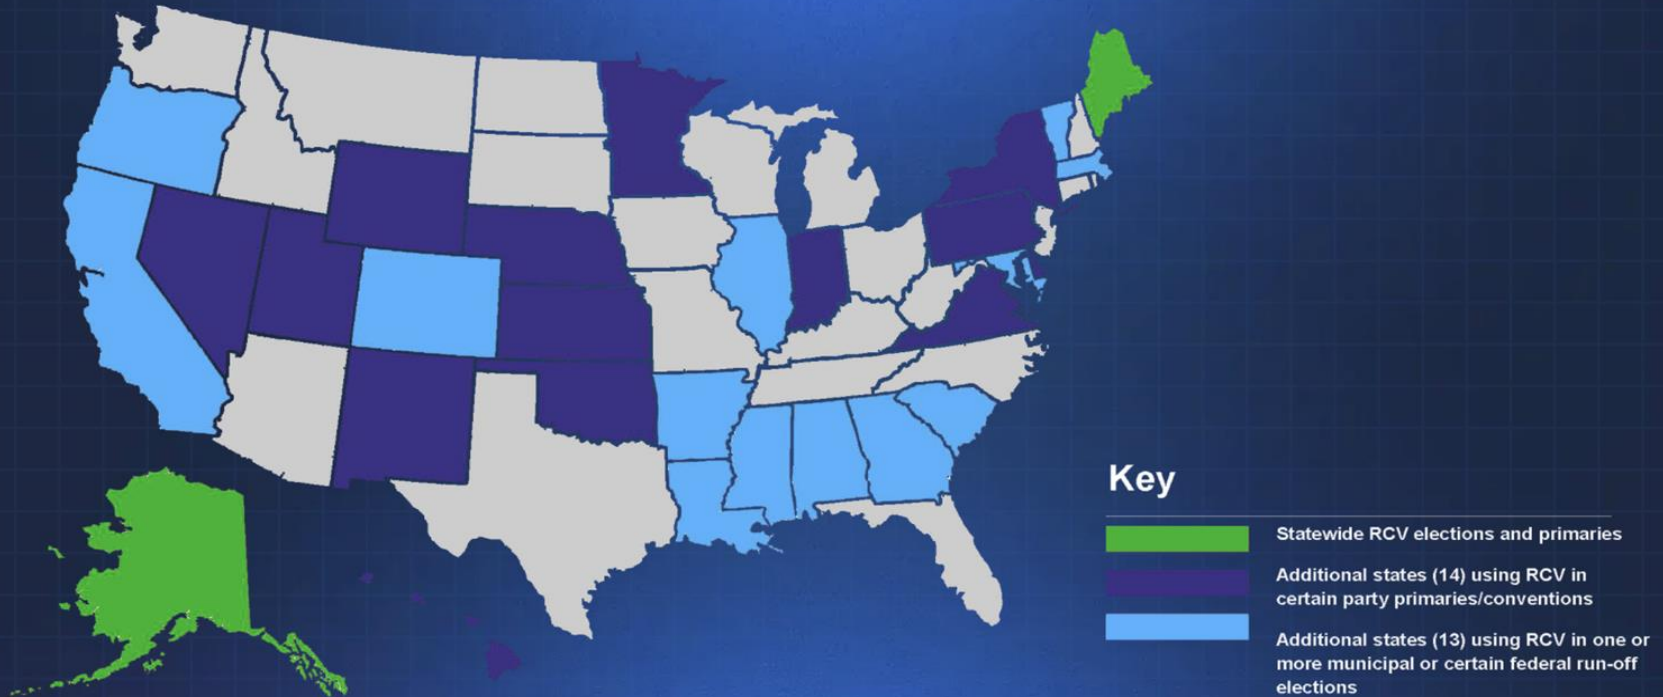 Key
Statewide RCV elections and primaries
Additional states (14) using RCV in
certain party primaries/conventions
Additional states (13) using RCV in one or
more municipal or certain federal run-off
elections